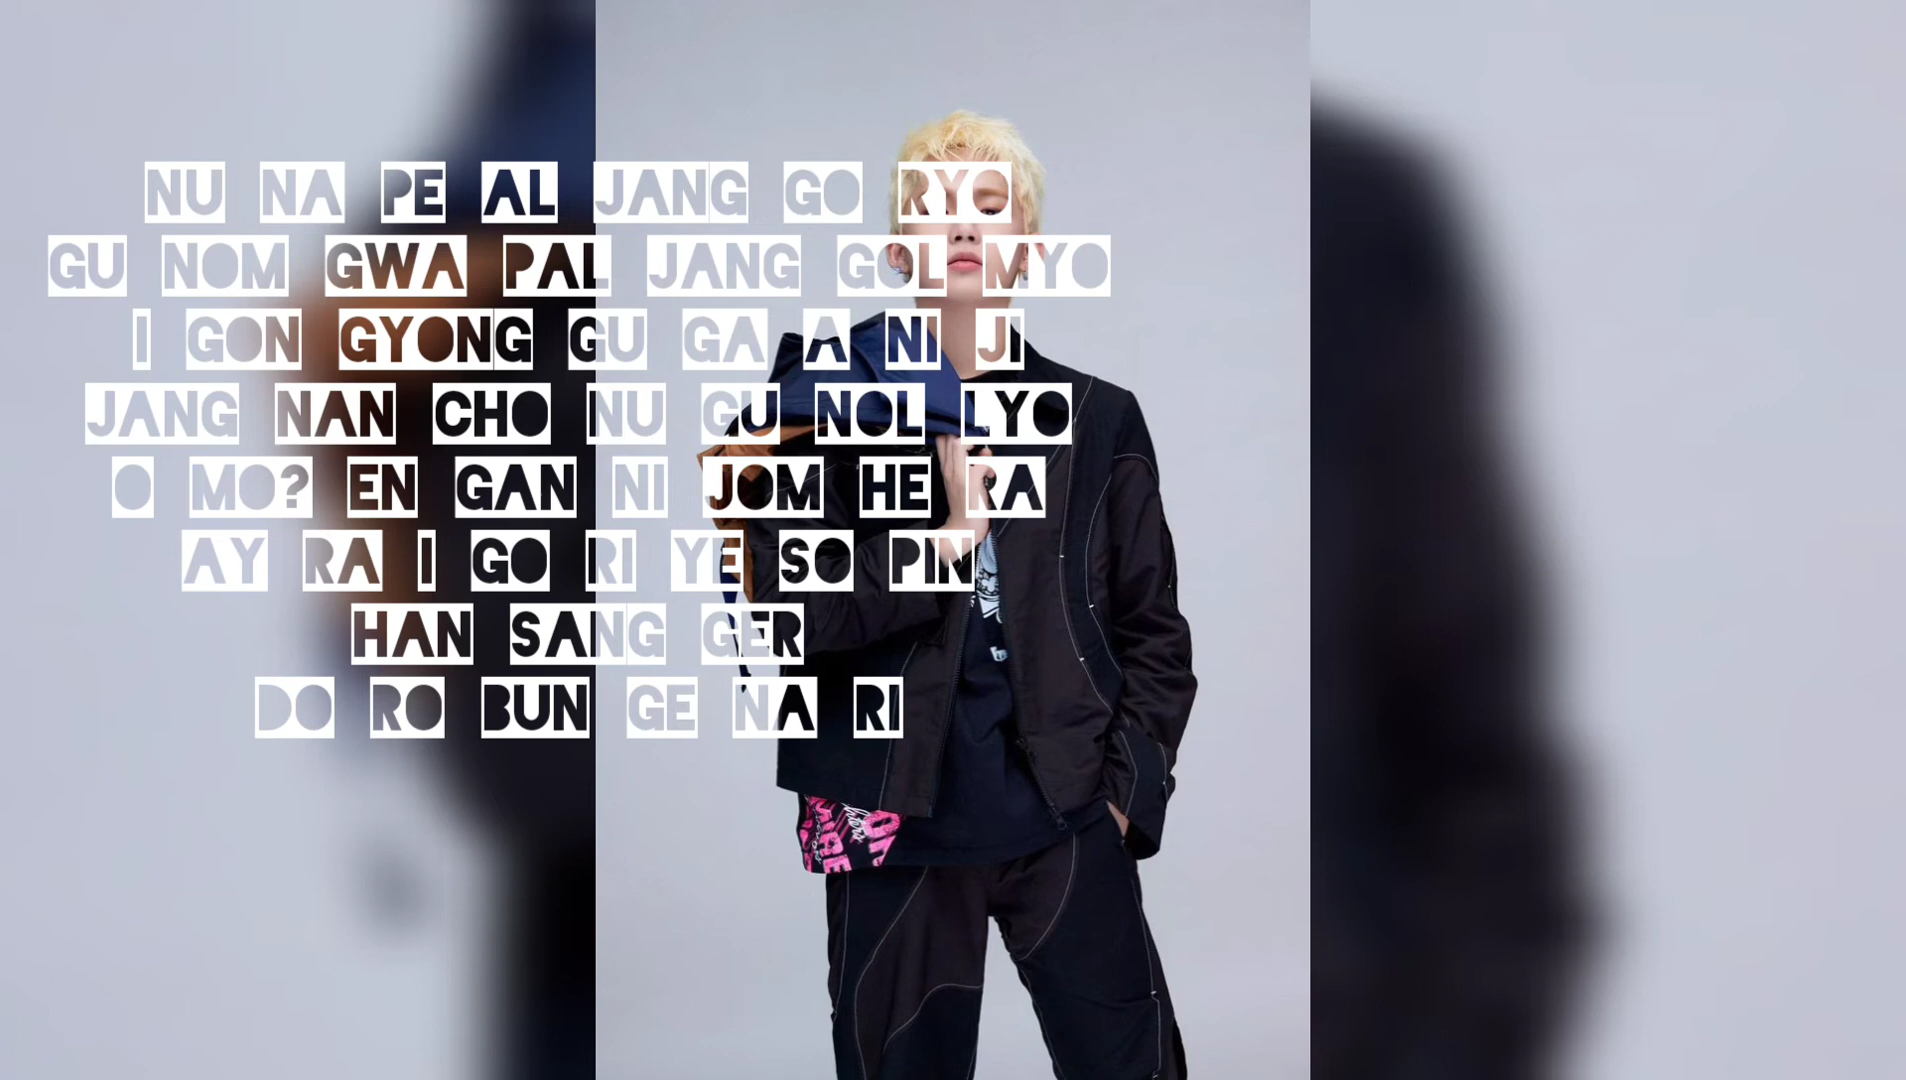 NU NA PE AL JANG GO RYO
GU NOM GWA PAL JANG GOL MYO
I GON GYONG GU GA A NI JI
JANG NAN CHO NU GU NOL LYO
O MO? EN GAN NI JOM HE RA
AY RA I GO RI YE SO PIN
HAN SANG GER
DO RO BUN GE NA RI